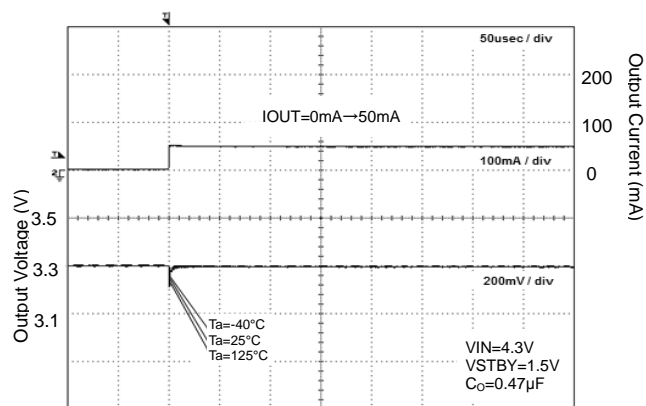 50usec / div
200
IOUT=0mA→50mA
100
100mA / div
0
Output Current (mA)
3.5
3.3
200mV / div
3.1
Output Voltage (V)
Ta=-40°C
Ta=25°C
Ta=125°C
VIN=4.3V
VSTBY=1.5V
Co=0.47µF